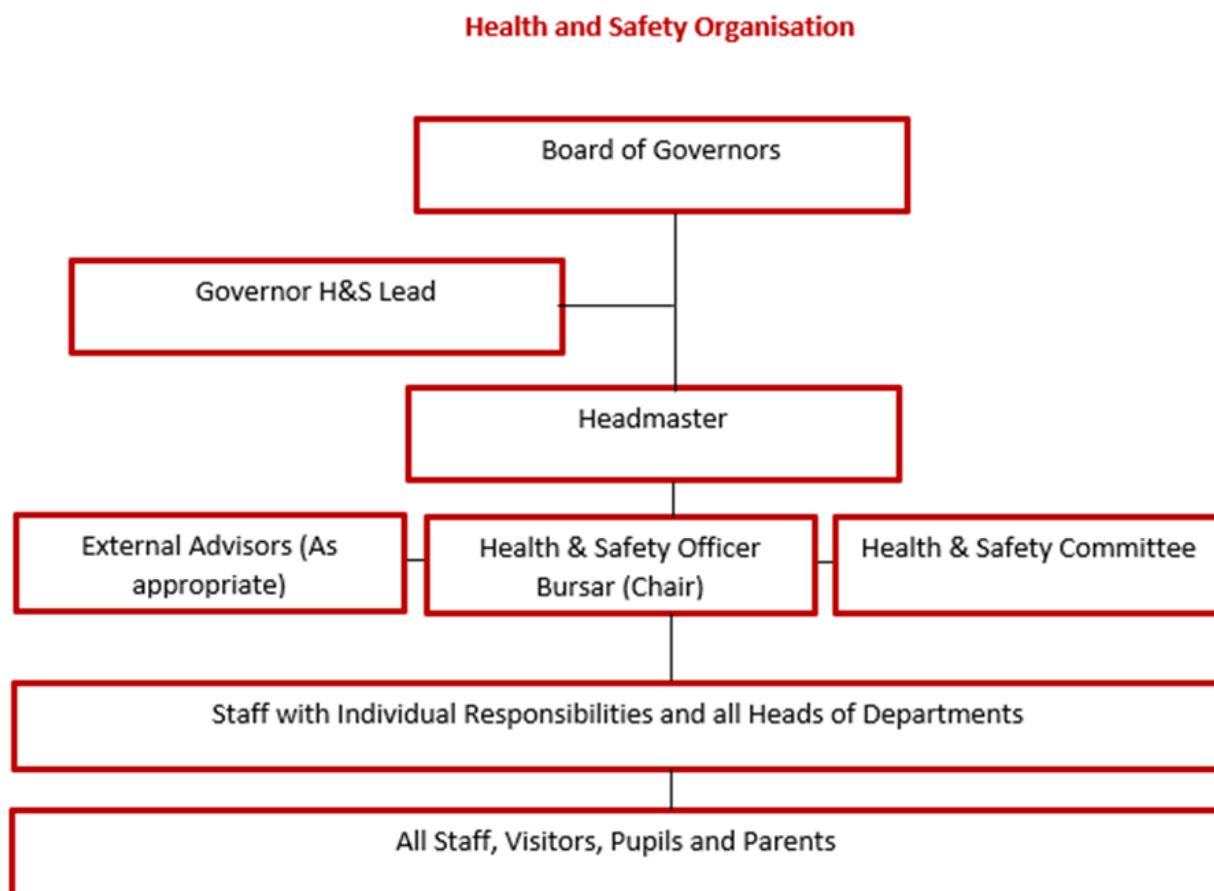 Health and Safety Organisation
Board of Governors
Governor H&S Lead
Headmaster
External Advisors (As
appropriate)
Health & Safety Officer
Bursar (Chair)
Health & Safety Committee
Staff with Individual Responsibilities and all Heads of Departments
All Staff, Visitors, Pupils and Parents